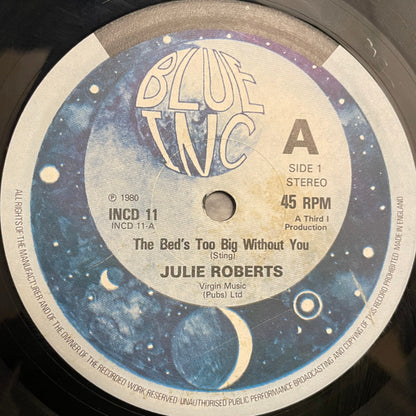 BLUE
INC
A
SIDE 1
STEREO
℗ 1980
INCD 11
INCD 11-A
45 RPM
A Third I
Production
The Bed's Too Big Without You
(Sting)
JULIE ROBERTS
Virgin Music
(Pubs) Ltd
ALL RIGHTS OF THE MANUFACTURER AND OF THE OWNER OF THE RECORDED WORK RESERVED UNAUTHORISED PUBLIC PERFORMANCE BROADCASTING AND COPYING OF THIS RECORD PROHIBITED MADE IN ENGLAND